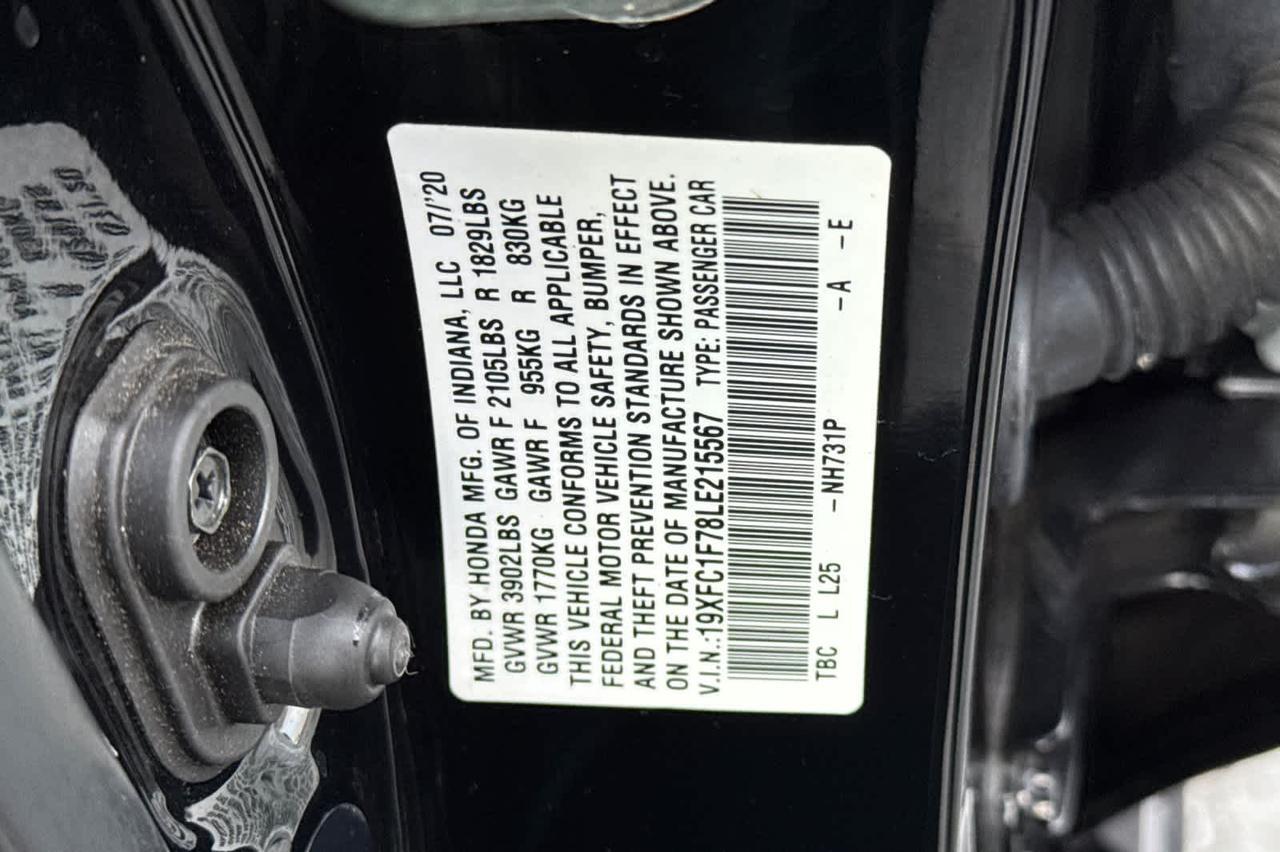 MFD. BY HONDA MFG. OF INDIANA, LLC 07/'20
GVWR 3902LBS GAWR F 2105LBS R 1829LBS
GVWR 1770KG GAWR F 955KG R 830KG
THIS VEHICLE CONFORMS TO ALL APPLICABLE
FEDERAL MOTOR VEHICLE SAFETY, BUMPER,
AND THEFT PREVENTION STANDARDS IN EFFECT
ON THE DATE OF MANUFACTURE SHOWN ABOVE.
V.I.N.:19XFC1F78LE215567 TYPE: PASSENGER CAR
TBC L L25 -NH731P -A -E